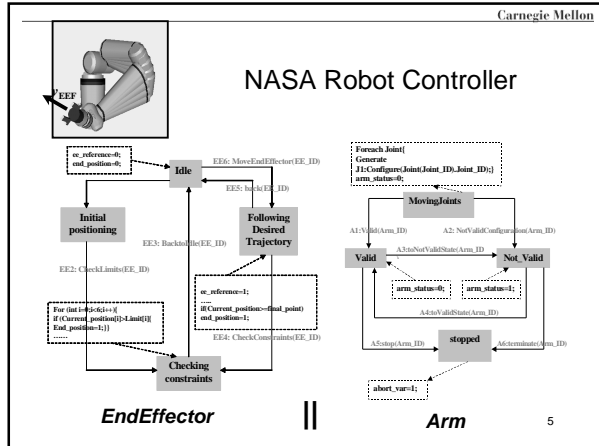 Carnegie Mellon
NASA Robot Controller
EEF
ee_reference=0;
end_position=0;
Idle
EE6: MoveEndEffector(EE_ID)
EE5: back(EE_ID)
Initial
positioning
Following
Desired
Trajectory
EE3: BacktoIdle(EE_ID)
EE2: CheckLimits(EE_ID)
ee_reference=1;
.....
if(Current_position>=final_point)
end_position=1;
For (int i=0;i<6;i++){
if (Current_position[i]>Limit[i]
End_position=1;}}
......
EE4: CheckConstraints(EE_ID)
Checking
constraints
EndEffector
||
Foreach Joint{
Generate
J1:Configure(Joint(Joint_ID).Joint_ID);}
arm_status=0;
MovingJoints
A1:Valid(Arm_ID)
A2: NotValidConfiguration(Arm_ID)
A3:toNotValidState(Arm_ID
Valid
Not_Valid
arm_status=0;
arm_status=1;
A4:toValidState(Arm_ID)
stopped
A5:stop(Arm_ID)
A6:terminate(Arm_ID)
abort_var=1;
Arm
5